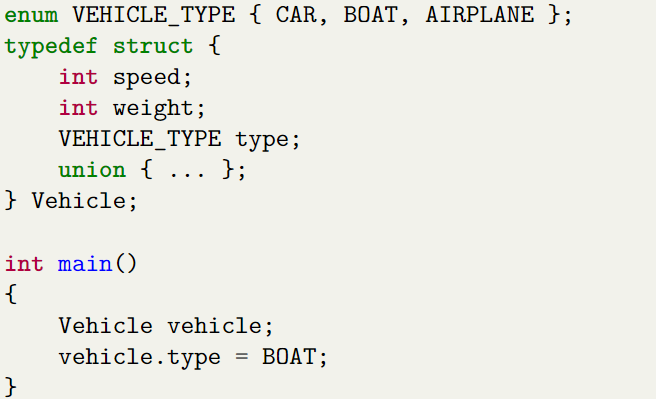 enum VEHICLE_TYPE { CAR, BOAT, AIRPLANE };
typedef struct {
    int speed;
    int weight;
    VEHICLE_TYPE type;
    union { ... };
} Vehicle;

int main()
{
    Vehicle vehicle;
    vehicle.type = BOAT;
}